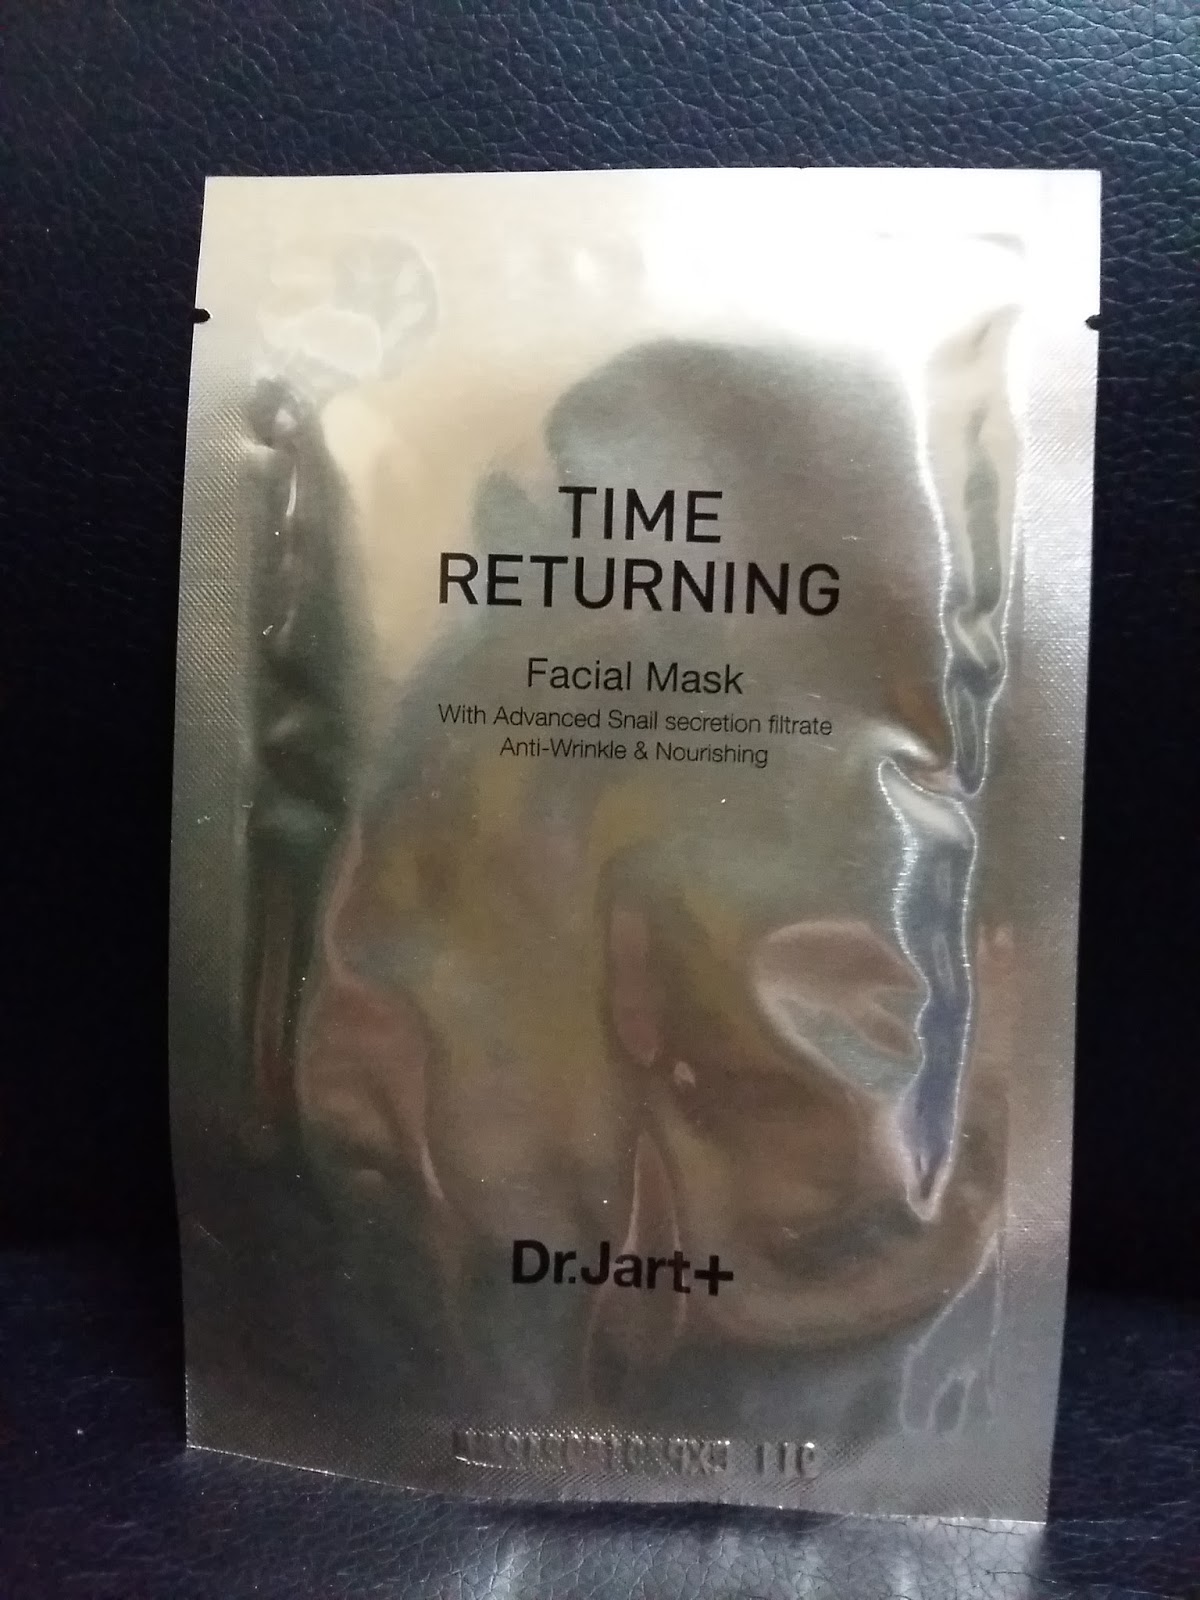 TIME
RETURNING
Facial Mask
With Advanced Snail secretion filtrate
Anti-Wrinkle & Nourishing
Dr.Jart+